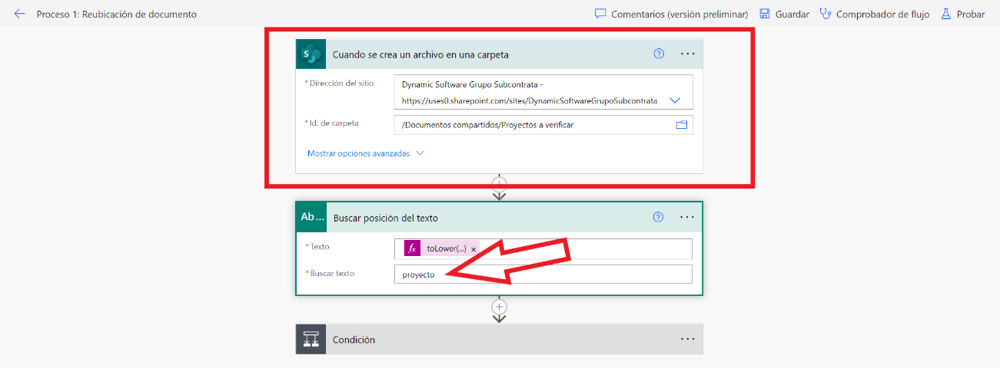 Proceso 1: Reubicación de documento
Comentarios (versión preliminar)
Guardar
Comprobador de flujo
Probar
S
Cuando se crea un archivo en una carpeta
?
...
* Dirección del sitio
Dynamic Software Grupo Subcontrata -
https://uses0.sharepoint.com/sites/DynamicSoftwareGrupoSubcontrata
* Id. de carpeta
/Documentos compartidos/Proyectos a verificar
Mostrar opciones avanzadas
Ab...
Buscar posición del texto
?
...
* Texto
fx toLower(...) x
* Buscar texto
proyecto
Condición
...